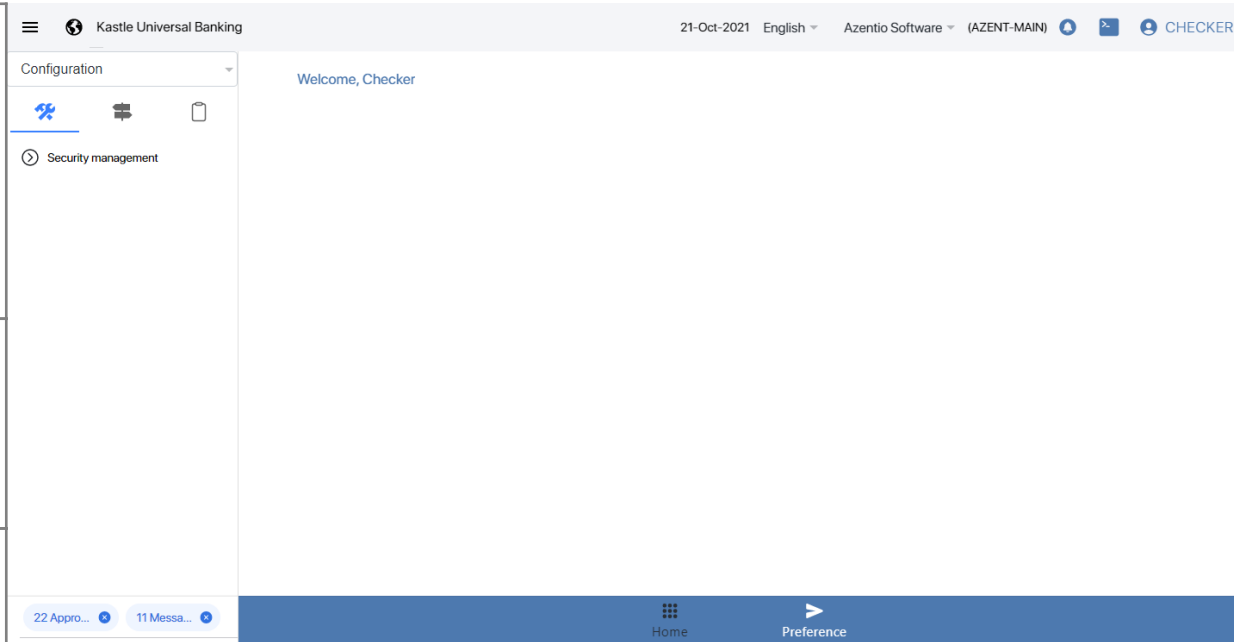 Kastle Universal Banking 21-Oct-2021 English Azentio Software (AZENT-MAIN) CHECKER
Configuration
Welcome, Checker
Security management
22 Appro... 11 Messa...
Home Preference